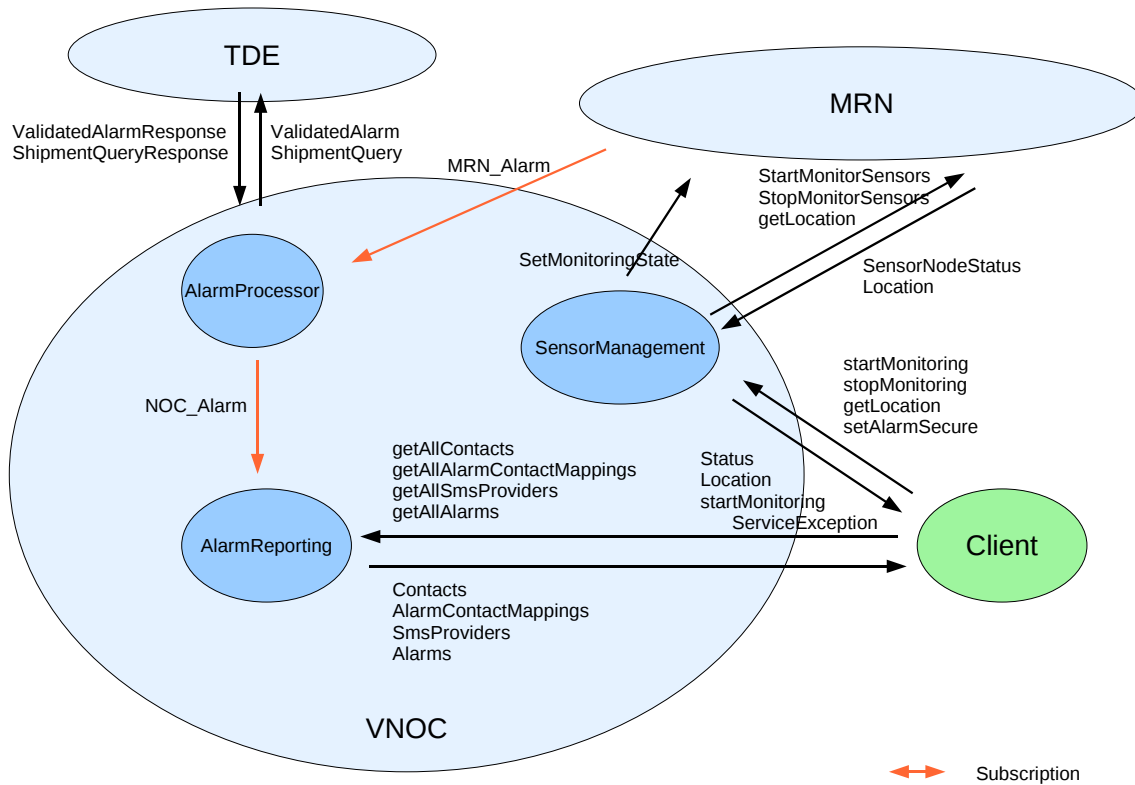 TDE
MRN
ValidatedAlarmResponse
ShipmentQueryResponse
ValidatedAlarm
ShipmentQuery
MRN_Alarm
StartMonitorSensors
StopMonitorSensors
getLocation
SetMonitoringState
SensorNodeStatus
Location
AlarmProcessor
SensorManagement
startMonitoring
stopMonitoring
getLocation
setAlarmSecure
NOC_Alarm
getAllContacts
getAllAlarmContactMappings
getAllSmsProviders
getAllAlarms
Status
Location
startMonitoring
ServiceException
AlarmReporting
Client
Contacts
AlarmContactMappings
SmsProviders
Alarms
VNOC
Subscription